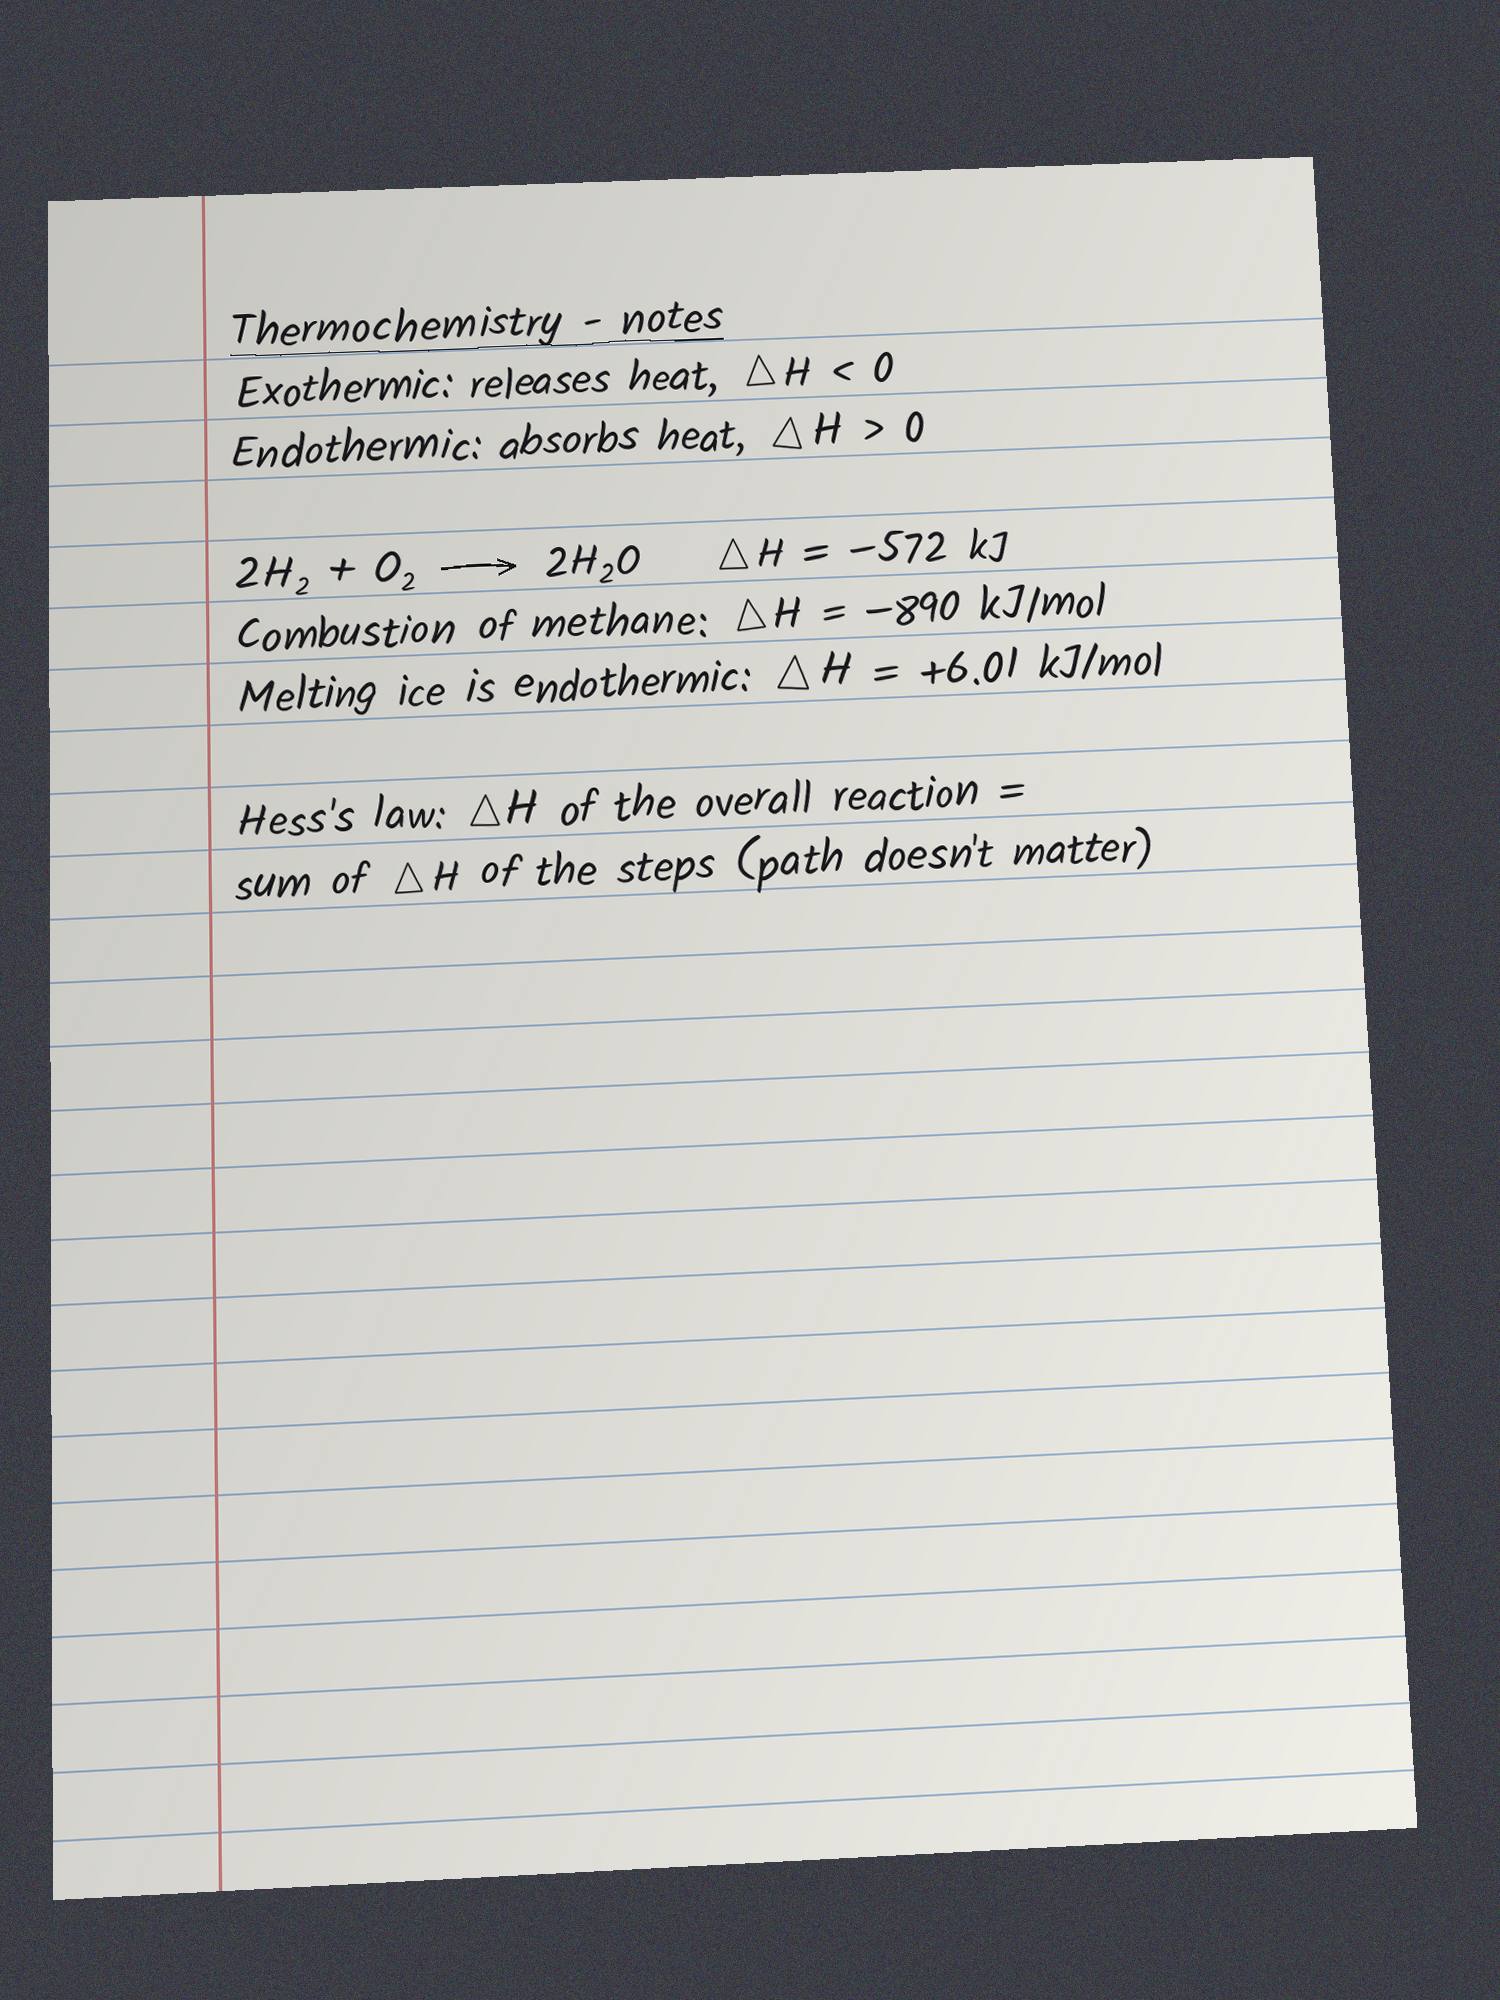 Thermochemistry - notes
Exothermic: releases heat, △H < 0
Endothermic: absorbs heat, △H > 0
2H₂ + O₂ ⟶ 2H₂O △H = −572 kJ
Combustion of methane: △H = −890 kJ/mol
Melting ice is endothermic: △H = +6.01 kJ/mol
Hess's law: △H of the overall reaction =
sum of △H of the steps (path doesn't matter)